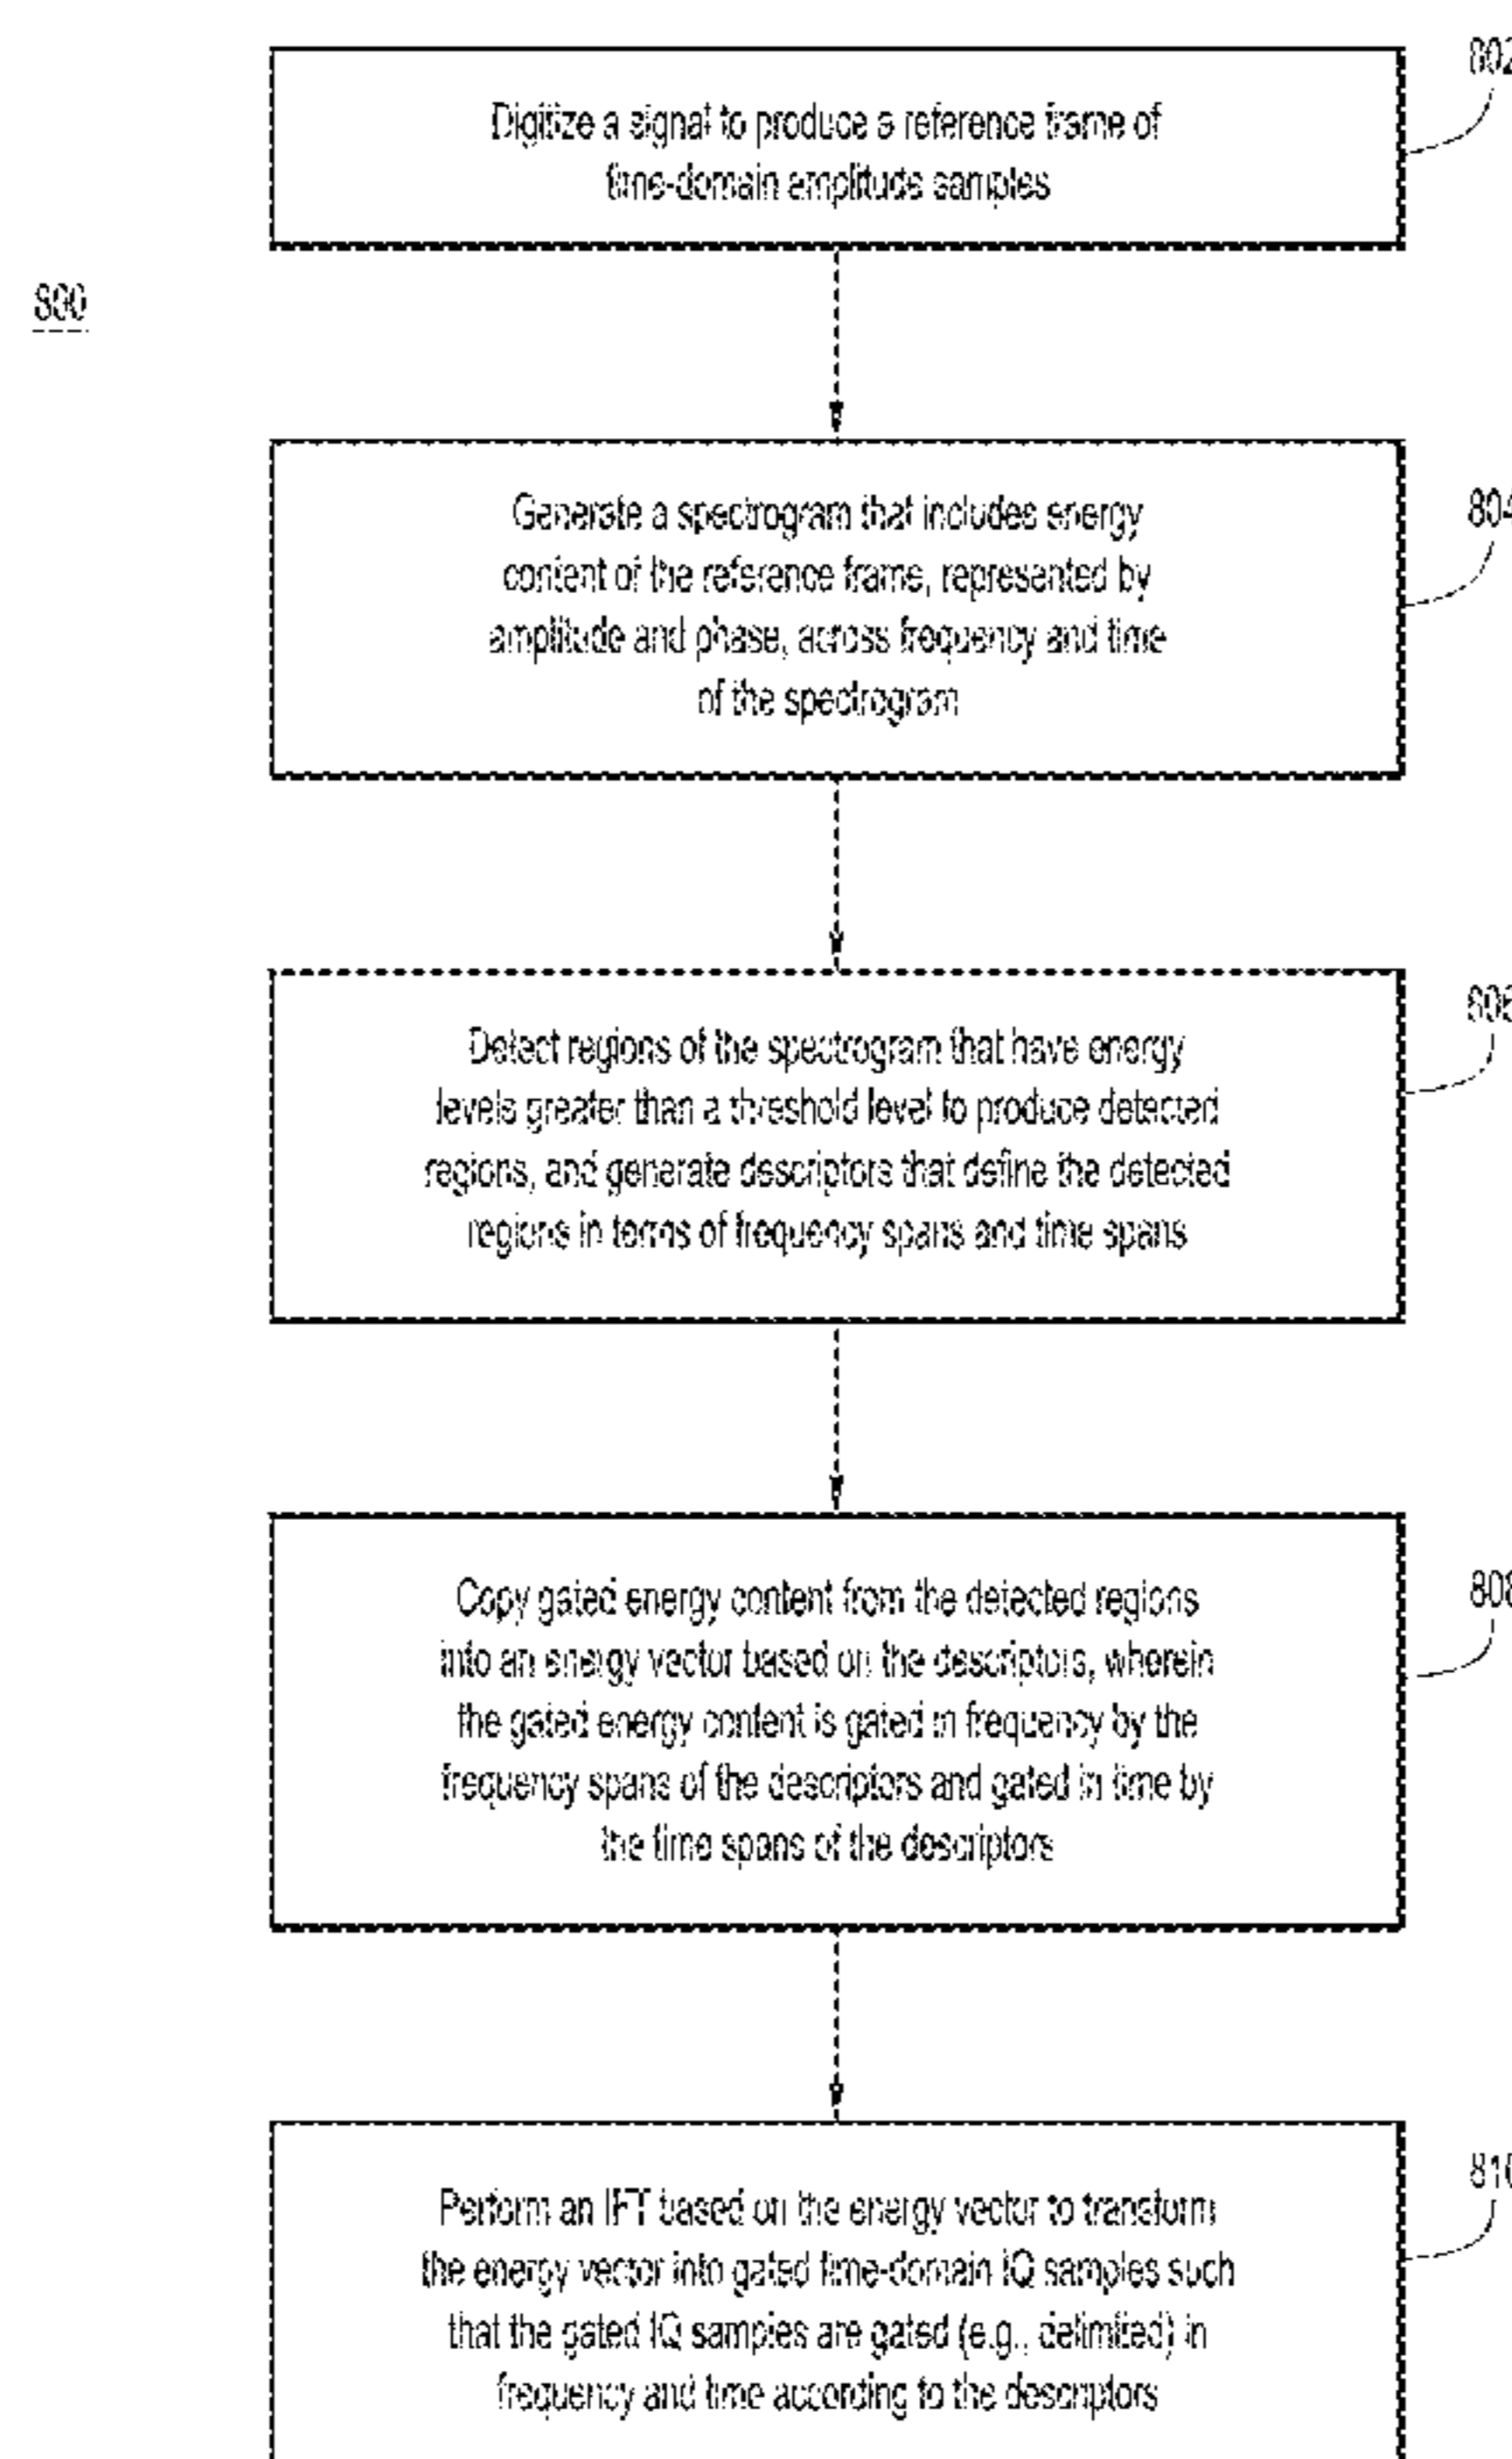 802
Digitize a signal to produce a reference frame of
time-domain amplitude samples
800
804
Generate a spectrogram that includes energy
content of the reference frame, represented by
amplitude and phase, across frequency and time
of the spectrogram
806
Detect regions of the spectrogram that have energy
levels greater than a threshold level to produce detected
regions, and generate descriptors that define the detected
regions in terms of frequency spans and time spans
808
Copy gated energy content from the detected regions
into an energy vector based on the descriptors, wherein
the gated energy content is gated in frequency by the
frequency spans of the descriptors and gated in time by
the time spans of the descriptors
810
Perform an IFT based on the energy vector to transform
the energy vector into gated time-domain IQ samples such
that the gated IQ samples are gated (e.g., delimited) in
frequency and time according to the descriptors